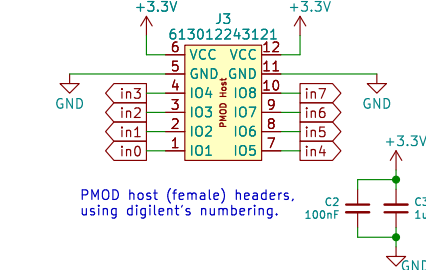 +3.3V +3.3V
J3
613012243121
6 VCC VCC 12
5 GND GND 11
GND GND
in3 4 IO4 IO8 10 in7
in2 3 IO3 IO7 9 in6
in1 2 IO2 IO6 8 in5
in0 1 IO1 IO5 7 in4
PMOD Host
+3.3V
PMOD host (female) headers,
using digilent's numbering.
C2
100nF
C3
1u
GND